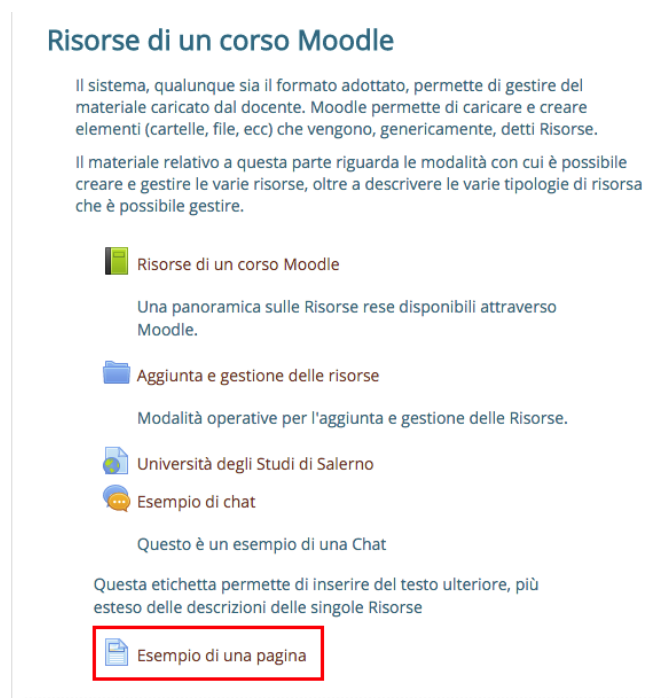 Risorse di un corso Moodle
Il sistema, qualunque sia il formato adottato, permette di gestire del
materiale caricato dal docente. Moodle permette di caricare e creare
elementi (cartelle, file, ecc) che vengono, genericamente, detti Risorse.
Il materiale relativo a questa parte riguarda le modalità con cui è possibile
creare e gestire le varie risorse, oltre a descrivere le varie tipologie di risorsa
che è possibile gestire.
Risorse di un corso Moodle
Una panoramica sulle Risorse rese disponibili attraverso
Moodle.
Aggiunta e gestione delle risorse
Modalità operative per l'aggiunta e gestione delle Risorse.
Università degli Studi di Salerno
Esempio di chat
Questo è un esempio di una Chat
Questa etichetta permette di inserire del testo ulteriore, più
esteso delle descrizioni delle singole Risorse
Esempio di una pagina